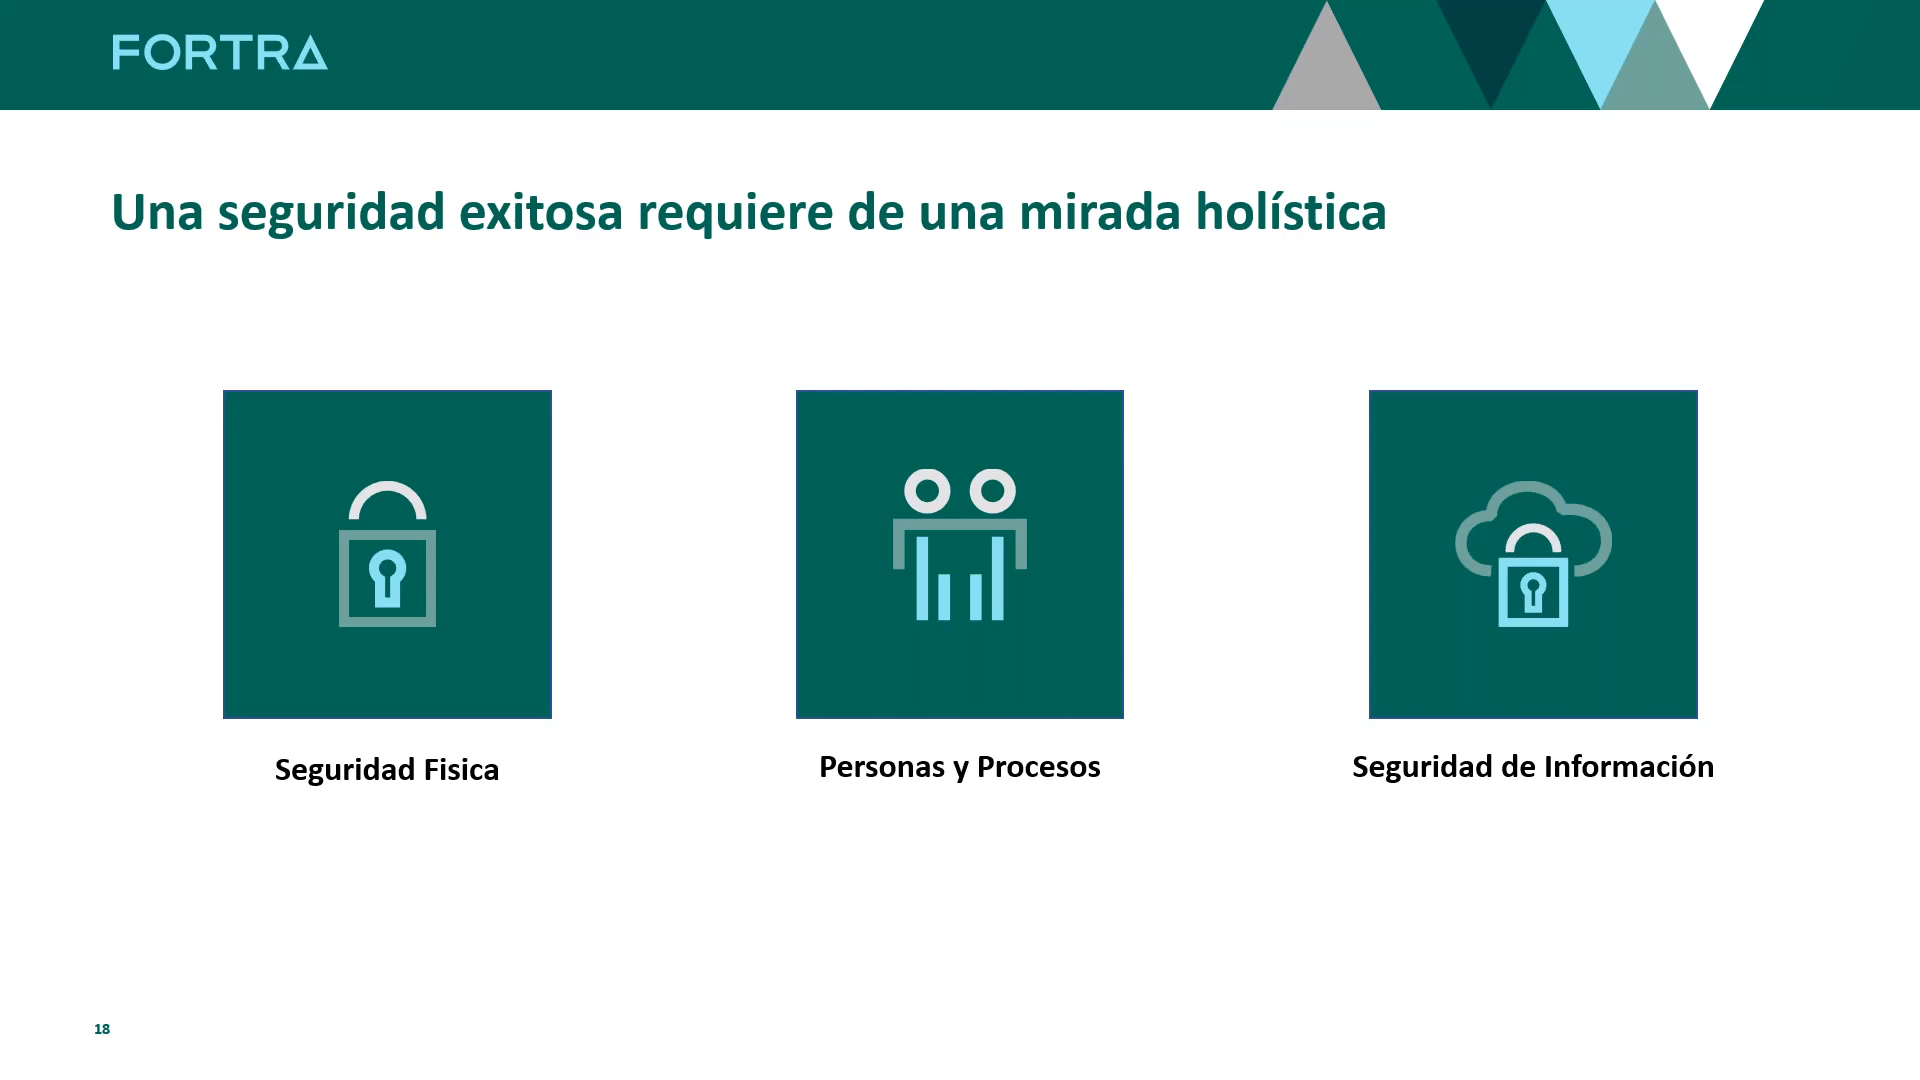 FORTRA
Una seguridad exitosa requiere de una mirada holística
Seguridad Fisica
Personas y Procesos
Seguridad de Información
18